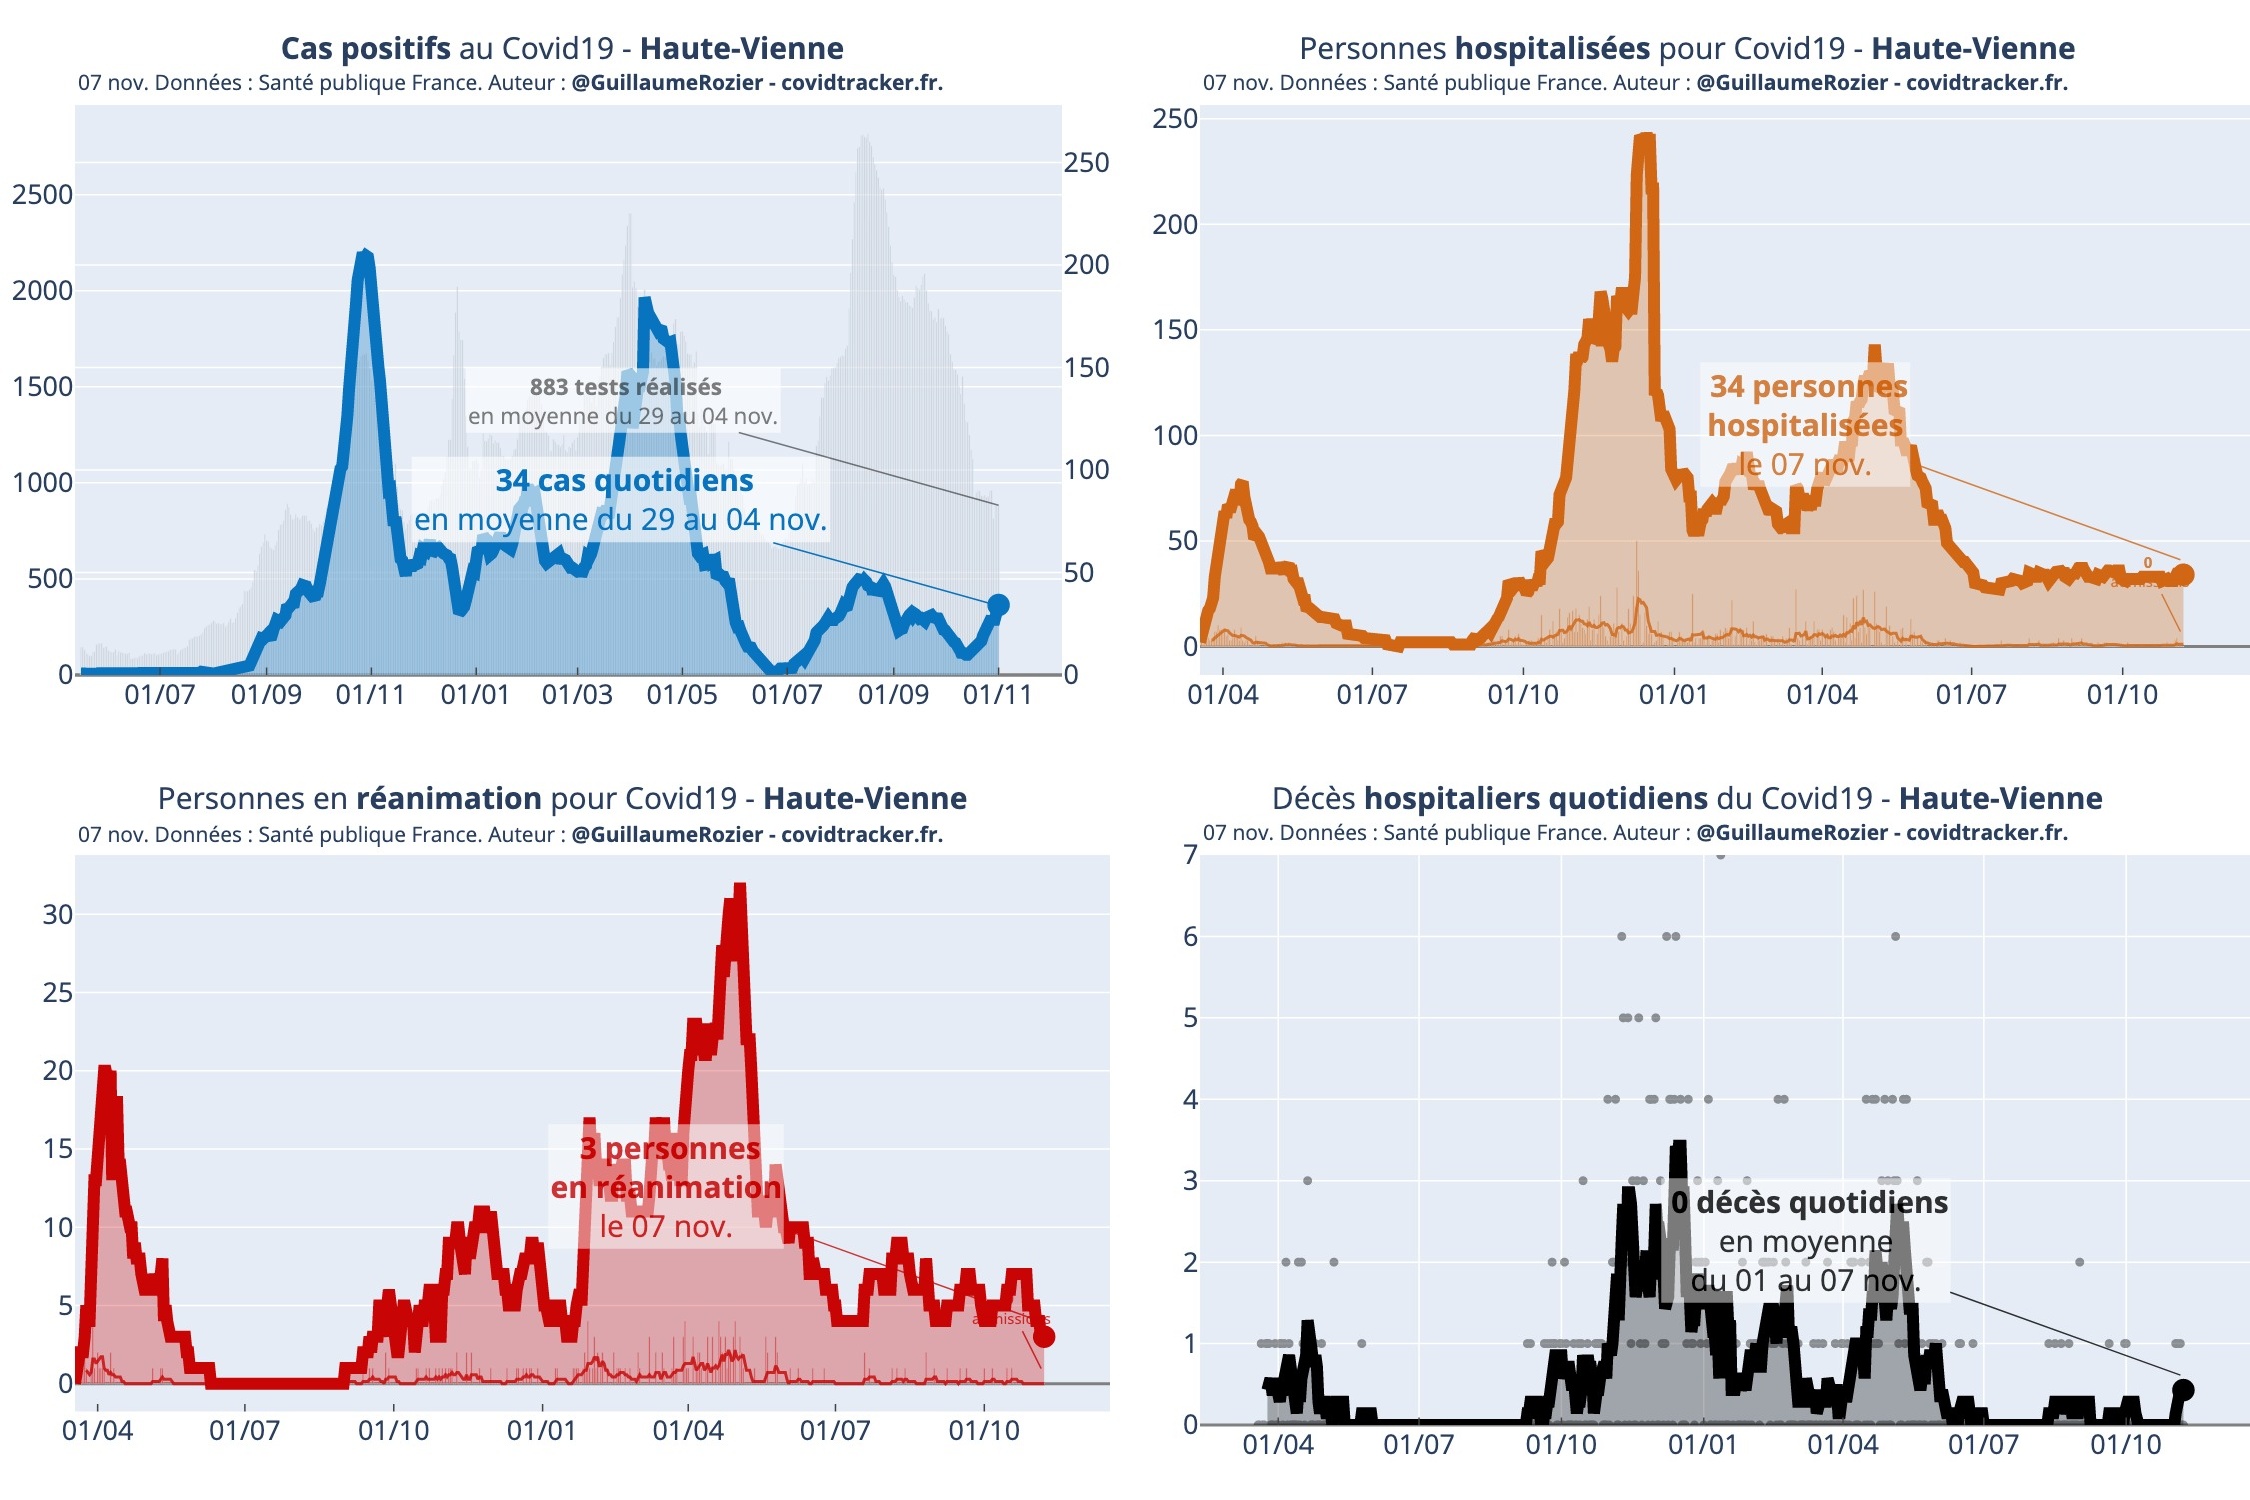 Cas positifs au Covid19 - Haute-Vienne
07 nov. Données : Santé publique France. Auteur : @GuillaumeRozier - covidtracker.fr.
2500
2000
1500
1000
500
0
250
200
150
100
50
0
883 tests réalisés
en moyenne du 29 au 04 nov.
34 cas quotidiens
en moyenne du 29 au 04 nov.
01/07 01/09 01/11 01/01 01/03 01/05 01/07 01/09 01/11
Personnes hospitalisées pour Covid19 - Haute-Vienne
07 nov. Données : Santé publique France. Auteur : @GuillaumeRozier - covidtracker.fr.
250
200
150
100
50
0
34 personnes
hospitalisées
le 07 nov.
0
01/04 01/07 01/10 01/01 01/04 01/07 01/10
Personnes en réanimation pour Covid19 - Haute-Vienne
07 nov. Données : Santé publique France. Auteur : @GuillaumeRozier - covidtracker.fr.
30
25
20
15
10
5
0
3 personnes
en réanimation
le 07 nov.
admissions
01/04 01/07 01/10 01/01 01/04 01/07 01/10
Décès hospitaliers quotidiens du Covid19 - Haute-Vienne
07 nov. Données : Santé publique France. Auteur : @GuillaumeRozier - covidtracker.fr.
7
6
5
4
3
2
1
0
0 décès quotidiens
en moyenne
du 01 au 07 nov.
01/04 01/07 01/10 01/01 01/04 01/07 01/10